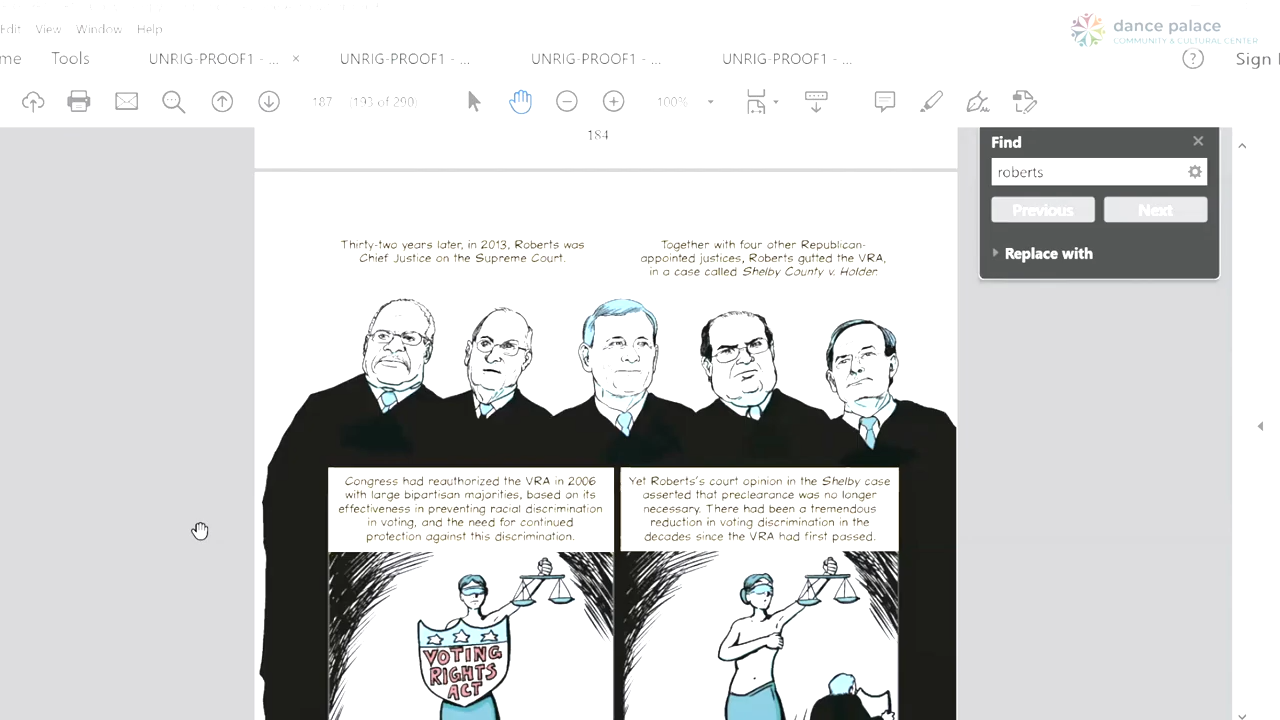 Edit View Window Help
dance palace
COMMUNITY & CULTURAL CENTER
me Tools UNRIG-PROOF1 - ... × UNRIG-PROOF1 - ... UNRIG-PROOF1 - ... UNRIG-PROOF1 - ... ? Sign
187 (193 of 290) 100%
184
Find
roberts
Previous Next
Replace with
Thirty-two years later, in 2013, Roberts was
Chief Justice on the Supreme Court.
Together with four other Republican-
appointed justices, Roberts gutted the VRA,
in a case called Shelby County v. Holder.
Congress had reauthorized the VRA in 2006
with large bipartisan majorities, based on its
effectiveness in preventing racial discrimination
in voting, and the need for continued
protection against this discrimination.
Yet Roberts's court opinion in the Shelby case
asserted that preclearance was no longer
necessary. There had been a tremendous
reduction in voting discrimination in the
decades since the VRA had first passed.
VOTING
RIGHTS
ACT